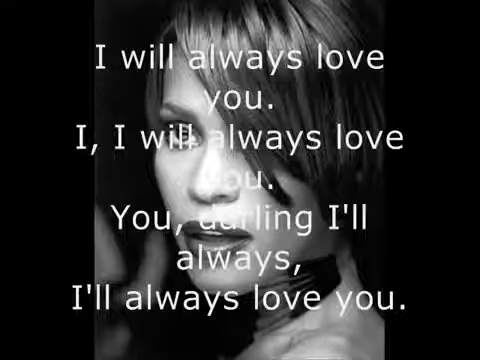 I will always love
you.
I, I will always love
you.
You, darling I'll
always,
I'll always love you.